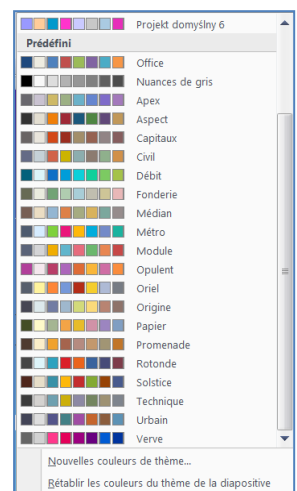 Projekt domyślny 6
Prédéfini
Office
Nuances de gris
Apex
Aspect
Capitaux
Civil
Débit
Fonderie
Médian
Métro
Module
Opulent
Oriel
Origine
Papier
Promenade
Rotonde
Solstice
Technique
Urbain
Verve
Nouvelles couleurs de thème...
Rétablir les couleurs du thème de la diapositive